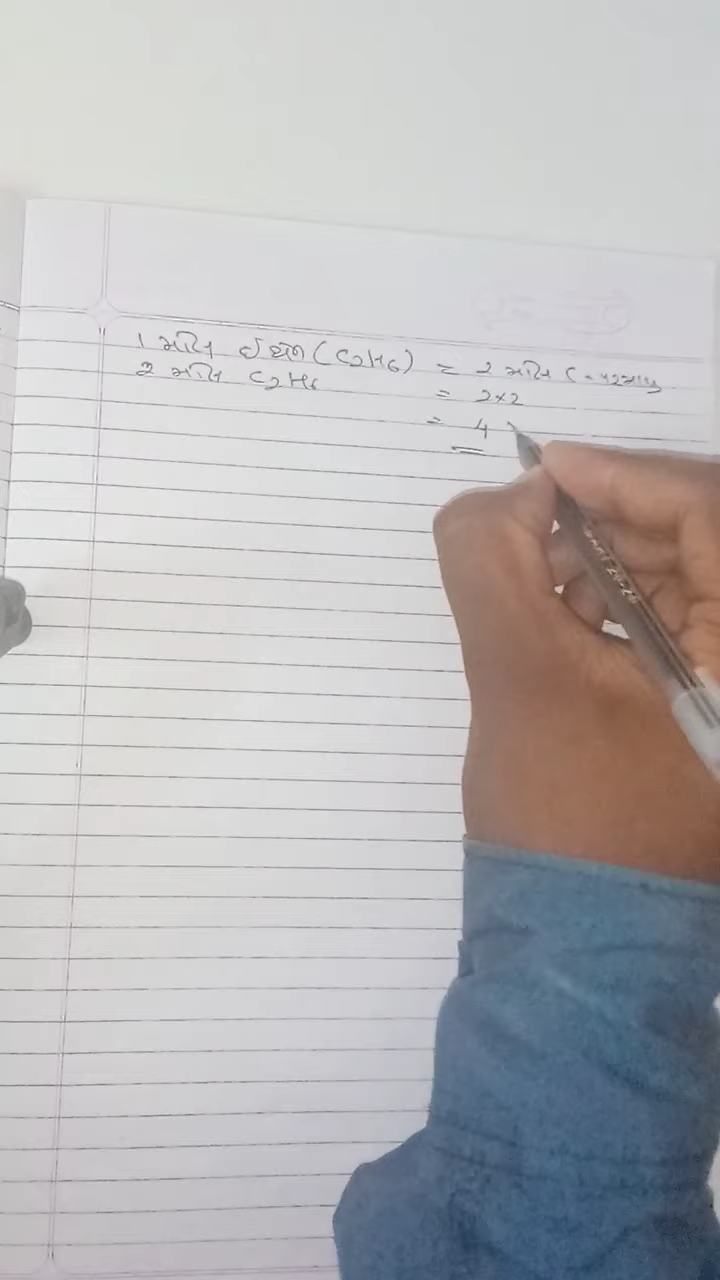 1 મોલ ઈથેન (C2H6) = 2 મોલ C-પરમાણુ
2 મોલ C2H6 = 2×2
= 4